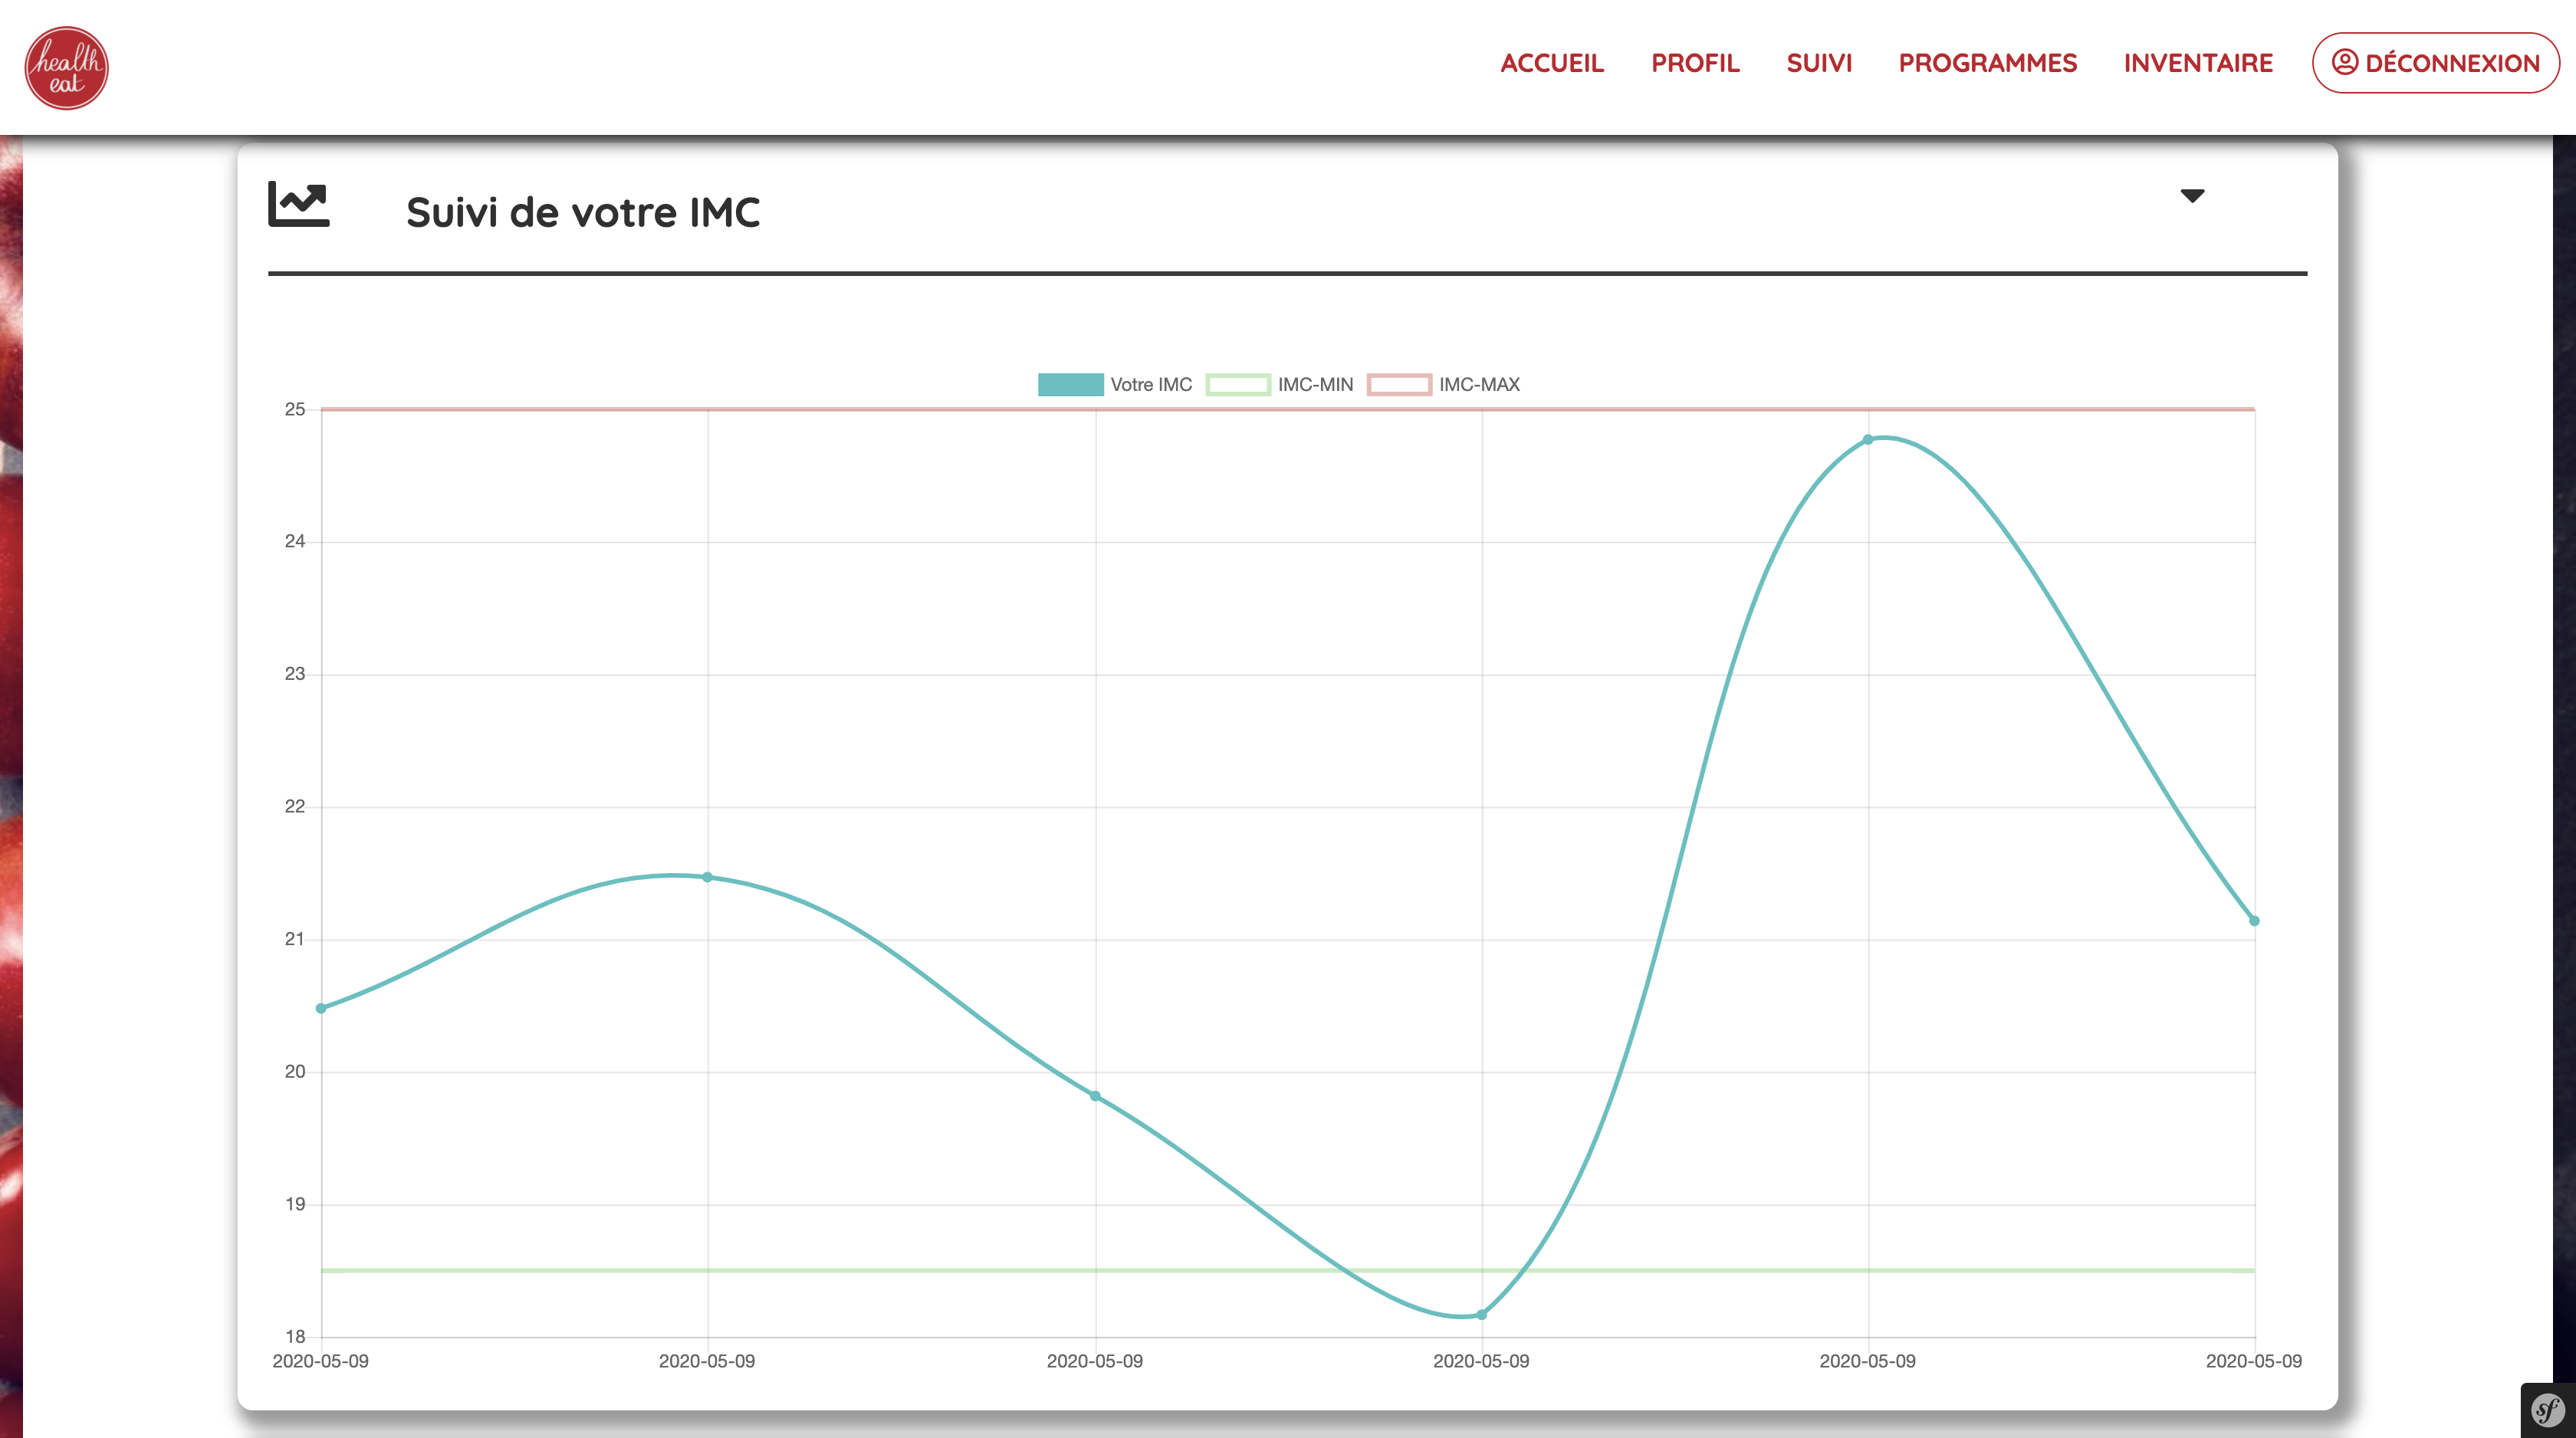 health
eat
ACCUEIL PROFIL SUIVI PROGRAMMES INVENTAIRE DÉCONNEXION
Suivi de votre IMC
Votre IMC IMC-MIN IMC-MAX
25
24
23
22
21
20
19
18
2020-05-09 2020-05-09 2020-05-09 2020-05-09 2020-05-09 2020-05-09
sf